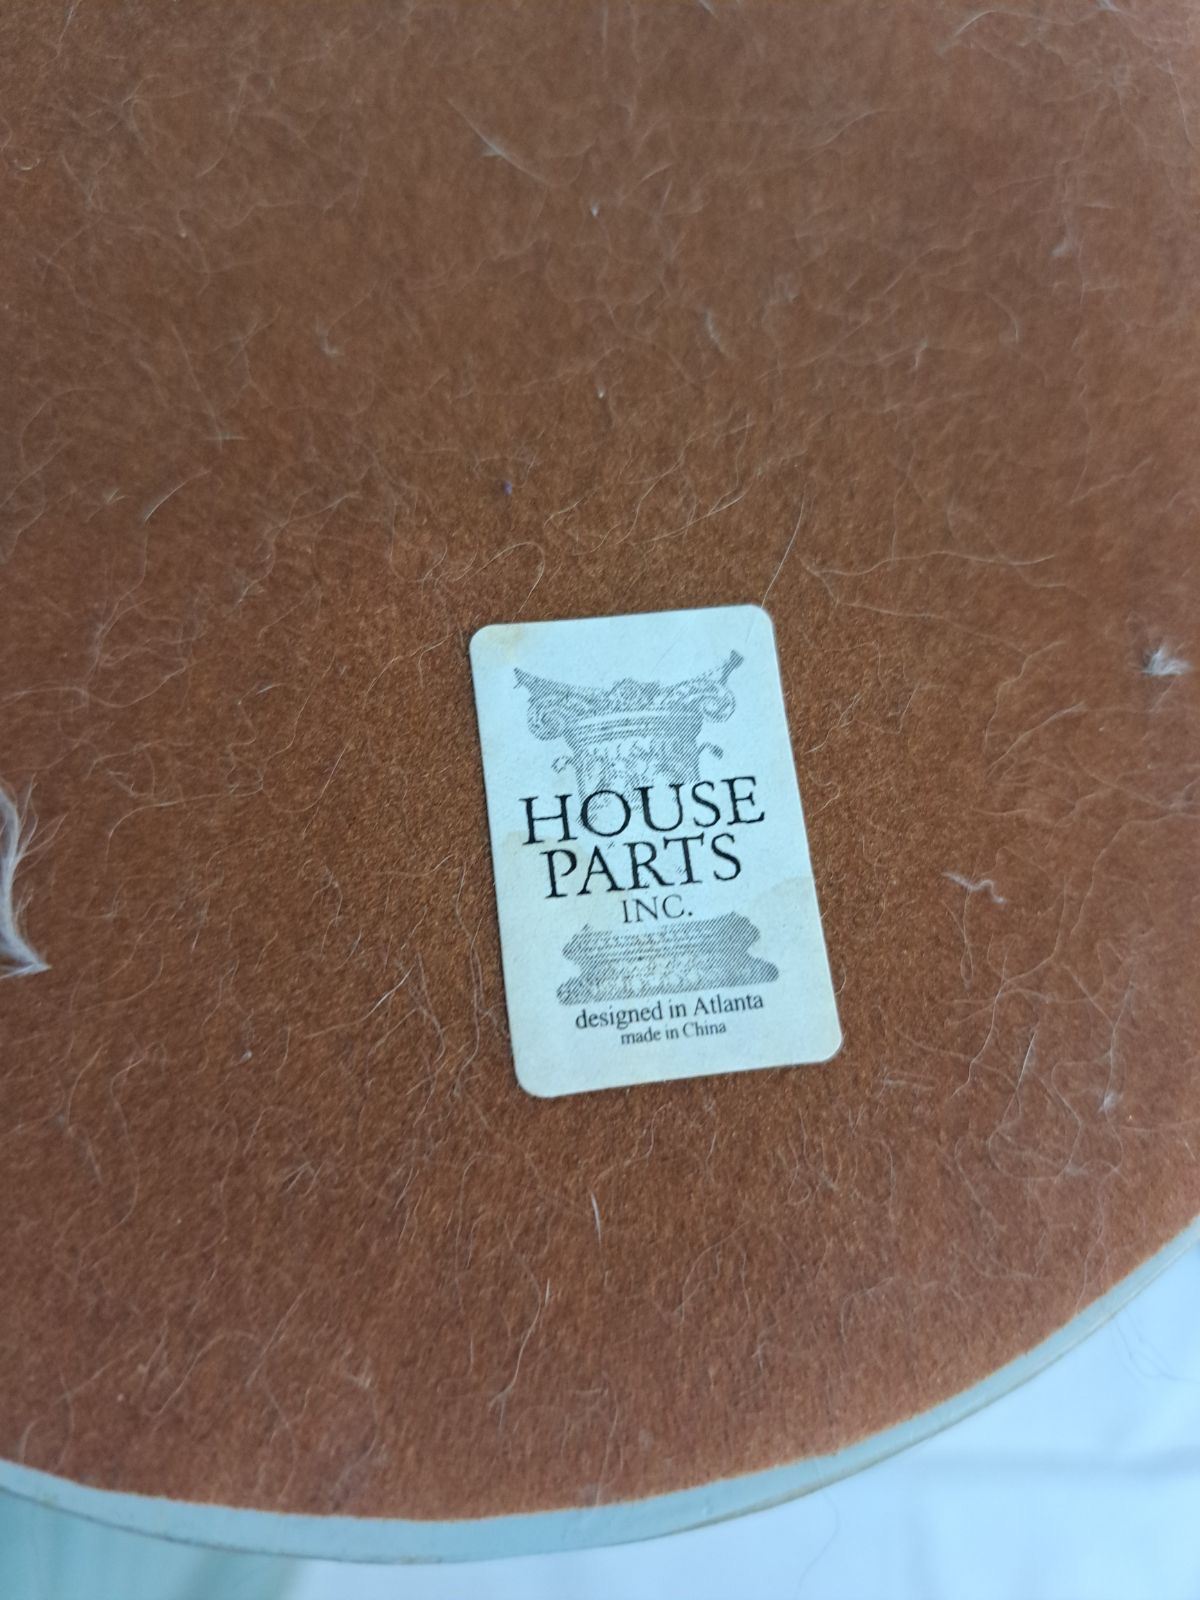 HOUSE
PARTS
INC.
designed in Atlanta
made in China